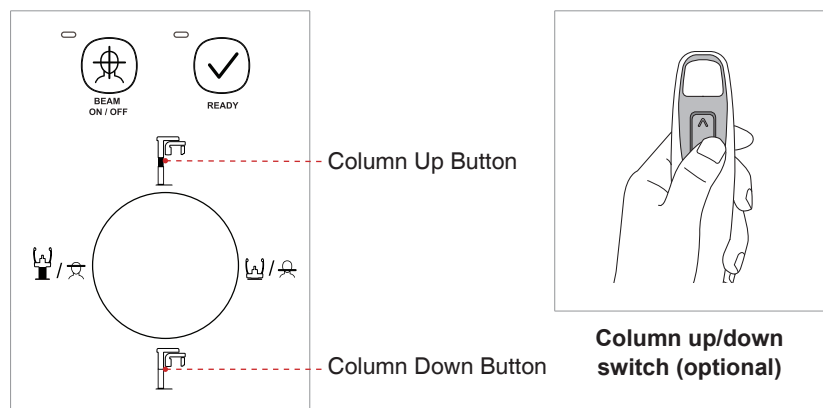 BEAM
ON / OFF
READY
Column Up Button
/
/
Column Down Button
Column up/down
switch (optional)